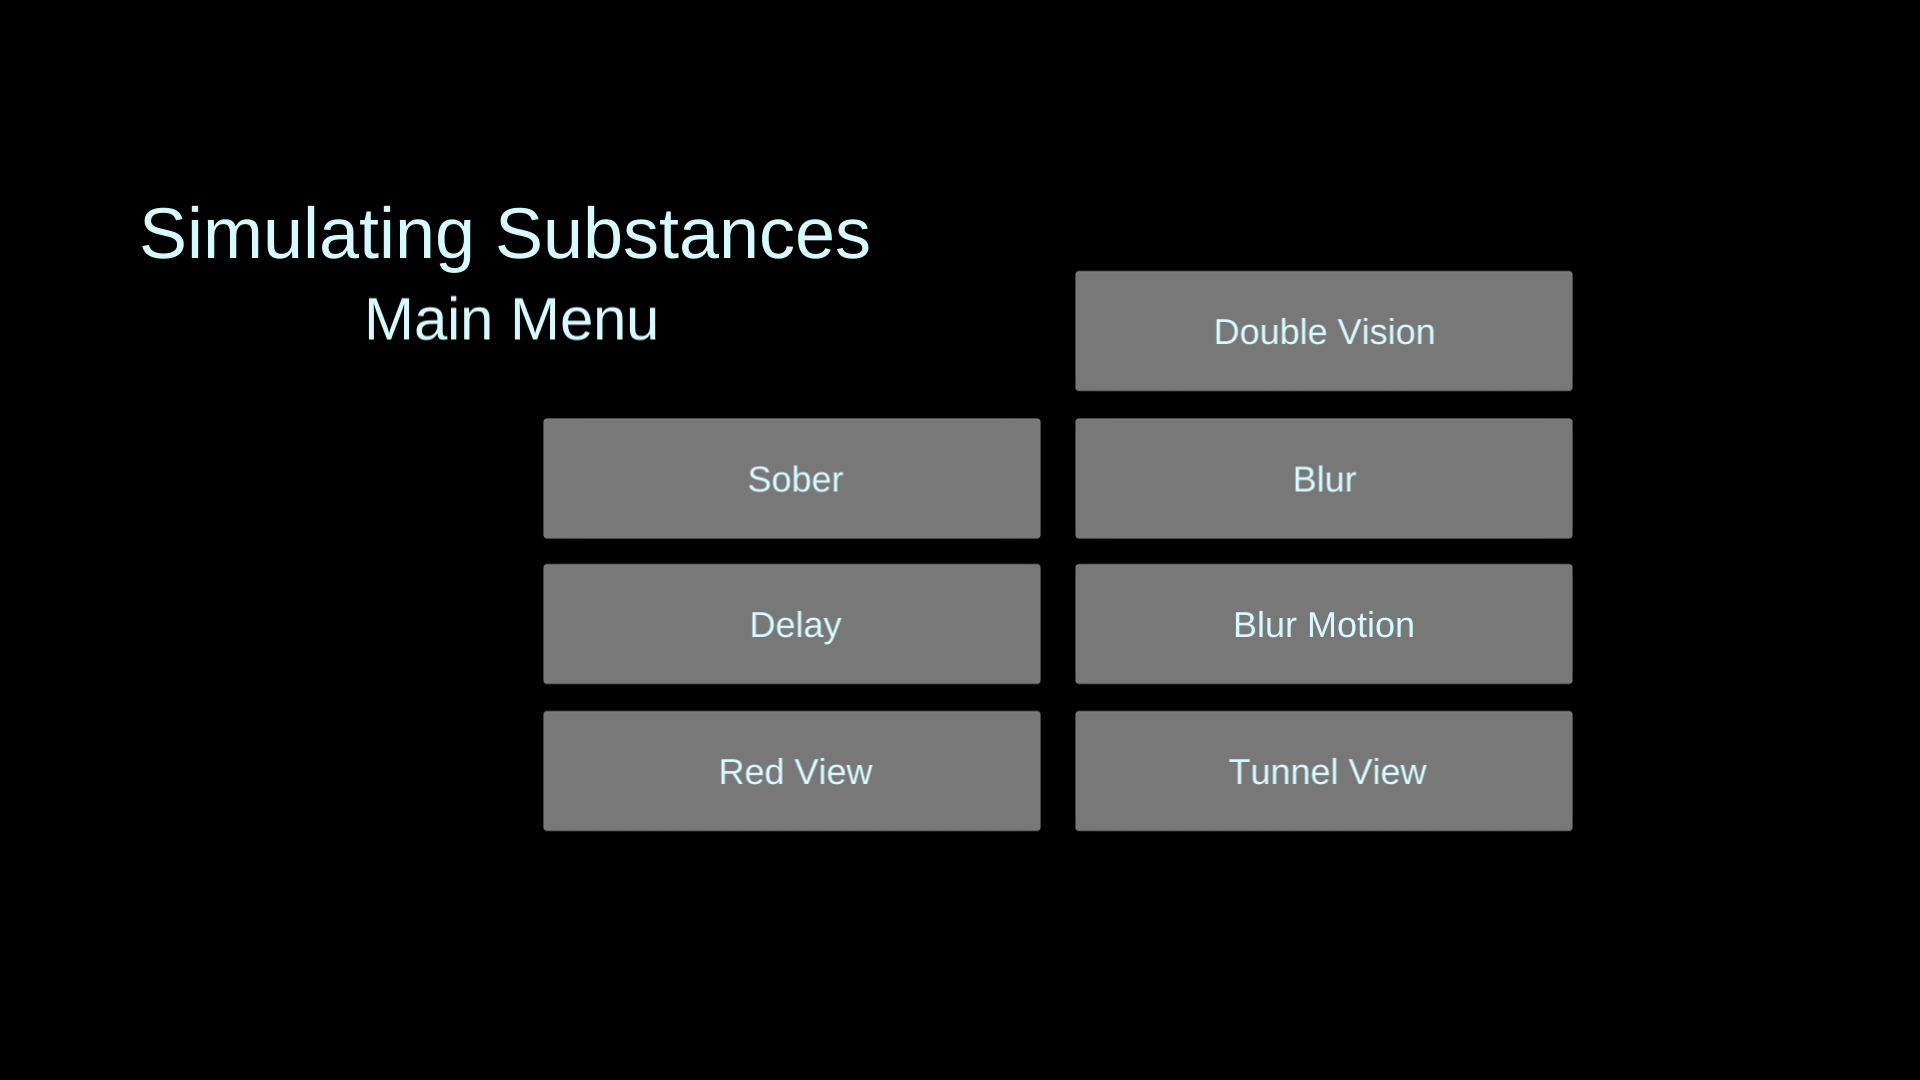 Simulating Substances
Main Menu
Double Vision
Sober
Blur
Delay
Blur Motion
Red View
Tunnel View